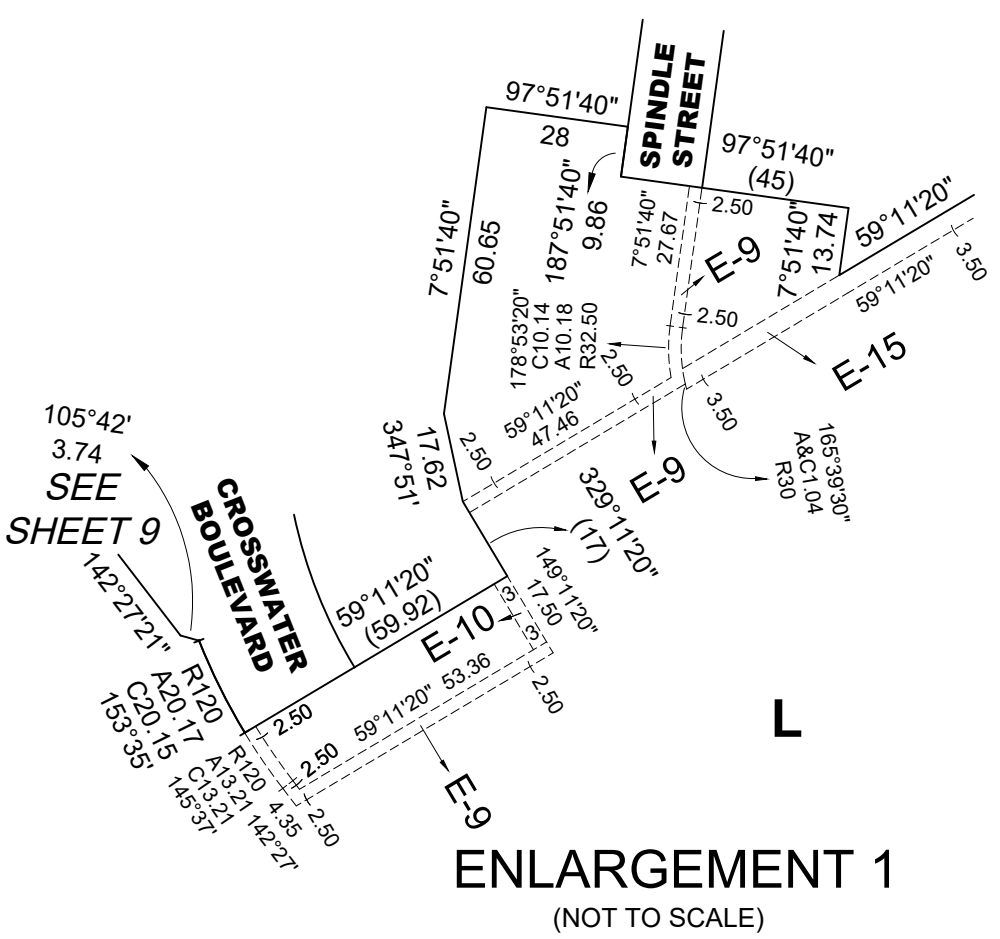 97°51'40"
28
SPINDLE
STREET
97°51'40"
(45)
187°51'40"
9.86
7°51'40"
60.65
7°51'40"
27.67
2.50
E-9
7°51'40"
13.74
59°11'20"
59°11'20"
3.50
2.50
E-15
178°53'20"
C10.14
A10.18
R32.50
2.50
59°11'20"
47.46
3.50
165°39'30"
A&C1.04
R30
E-9
347°51'
17.62
2.50
329°11'20"
(17)
105°42'
3.74
SEE
SHEET 9
142°27'21"
CROSSWATER
BOULEVARD
59°11'20"
(59.92)
149°11'20"
17.50
3
3
E-10
59°11'20" 53.36
2.50
2.50
2.50
2.50
R120
A20.17
C20.15
153°35'
R120
A13.21
C13.21
145°37'
4.35
142°27'
E-9
L
ENLARGEMENT 1
(NOT TO SCALE)